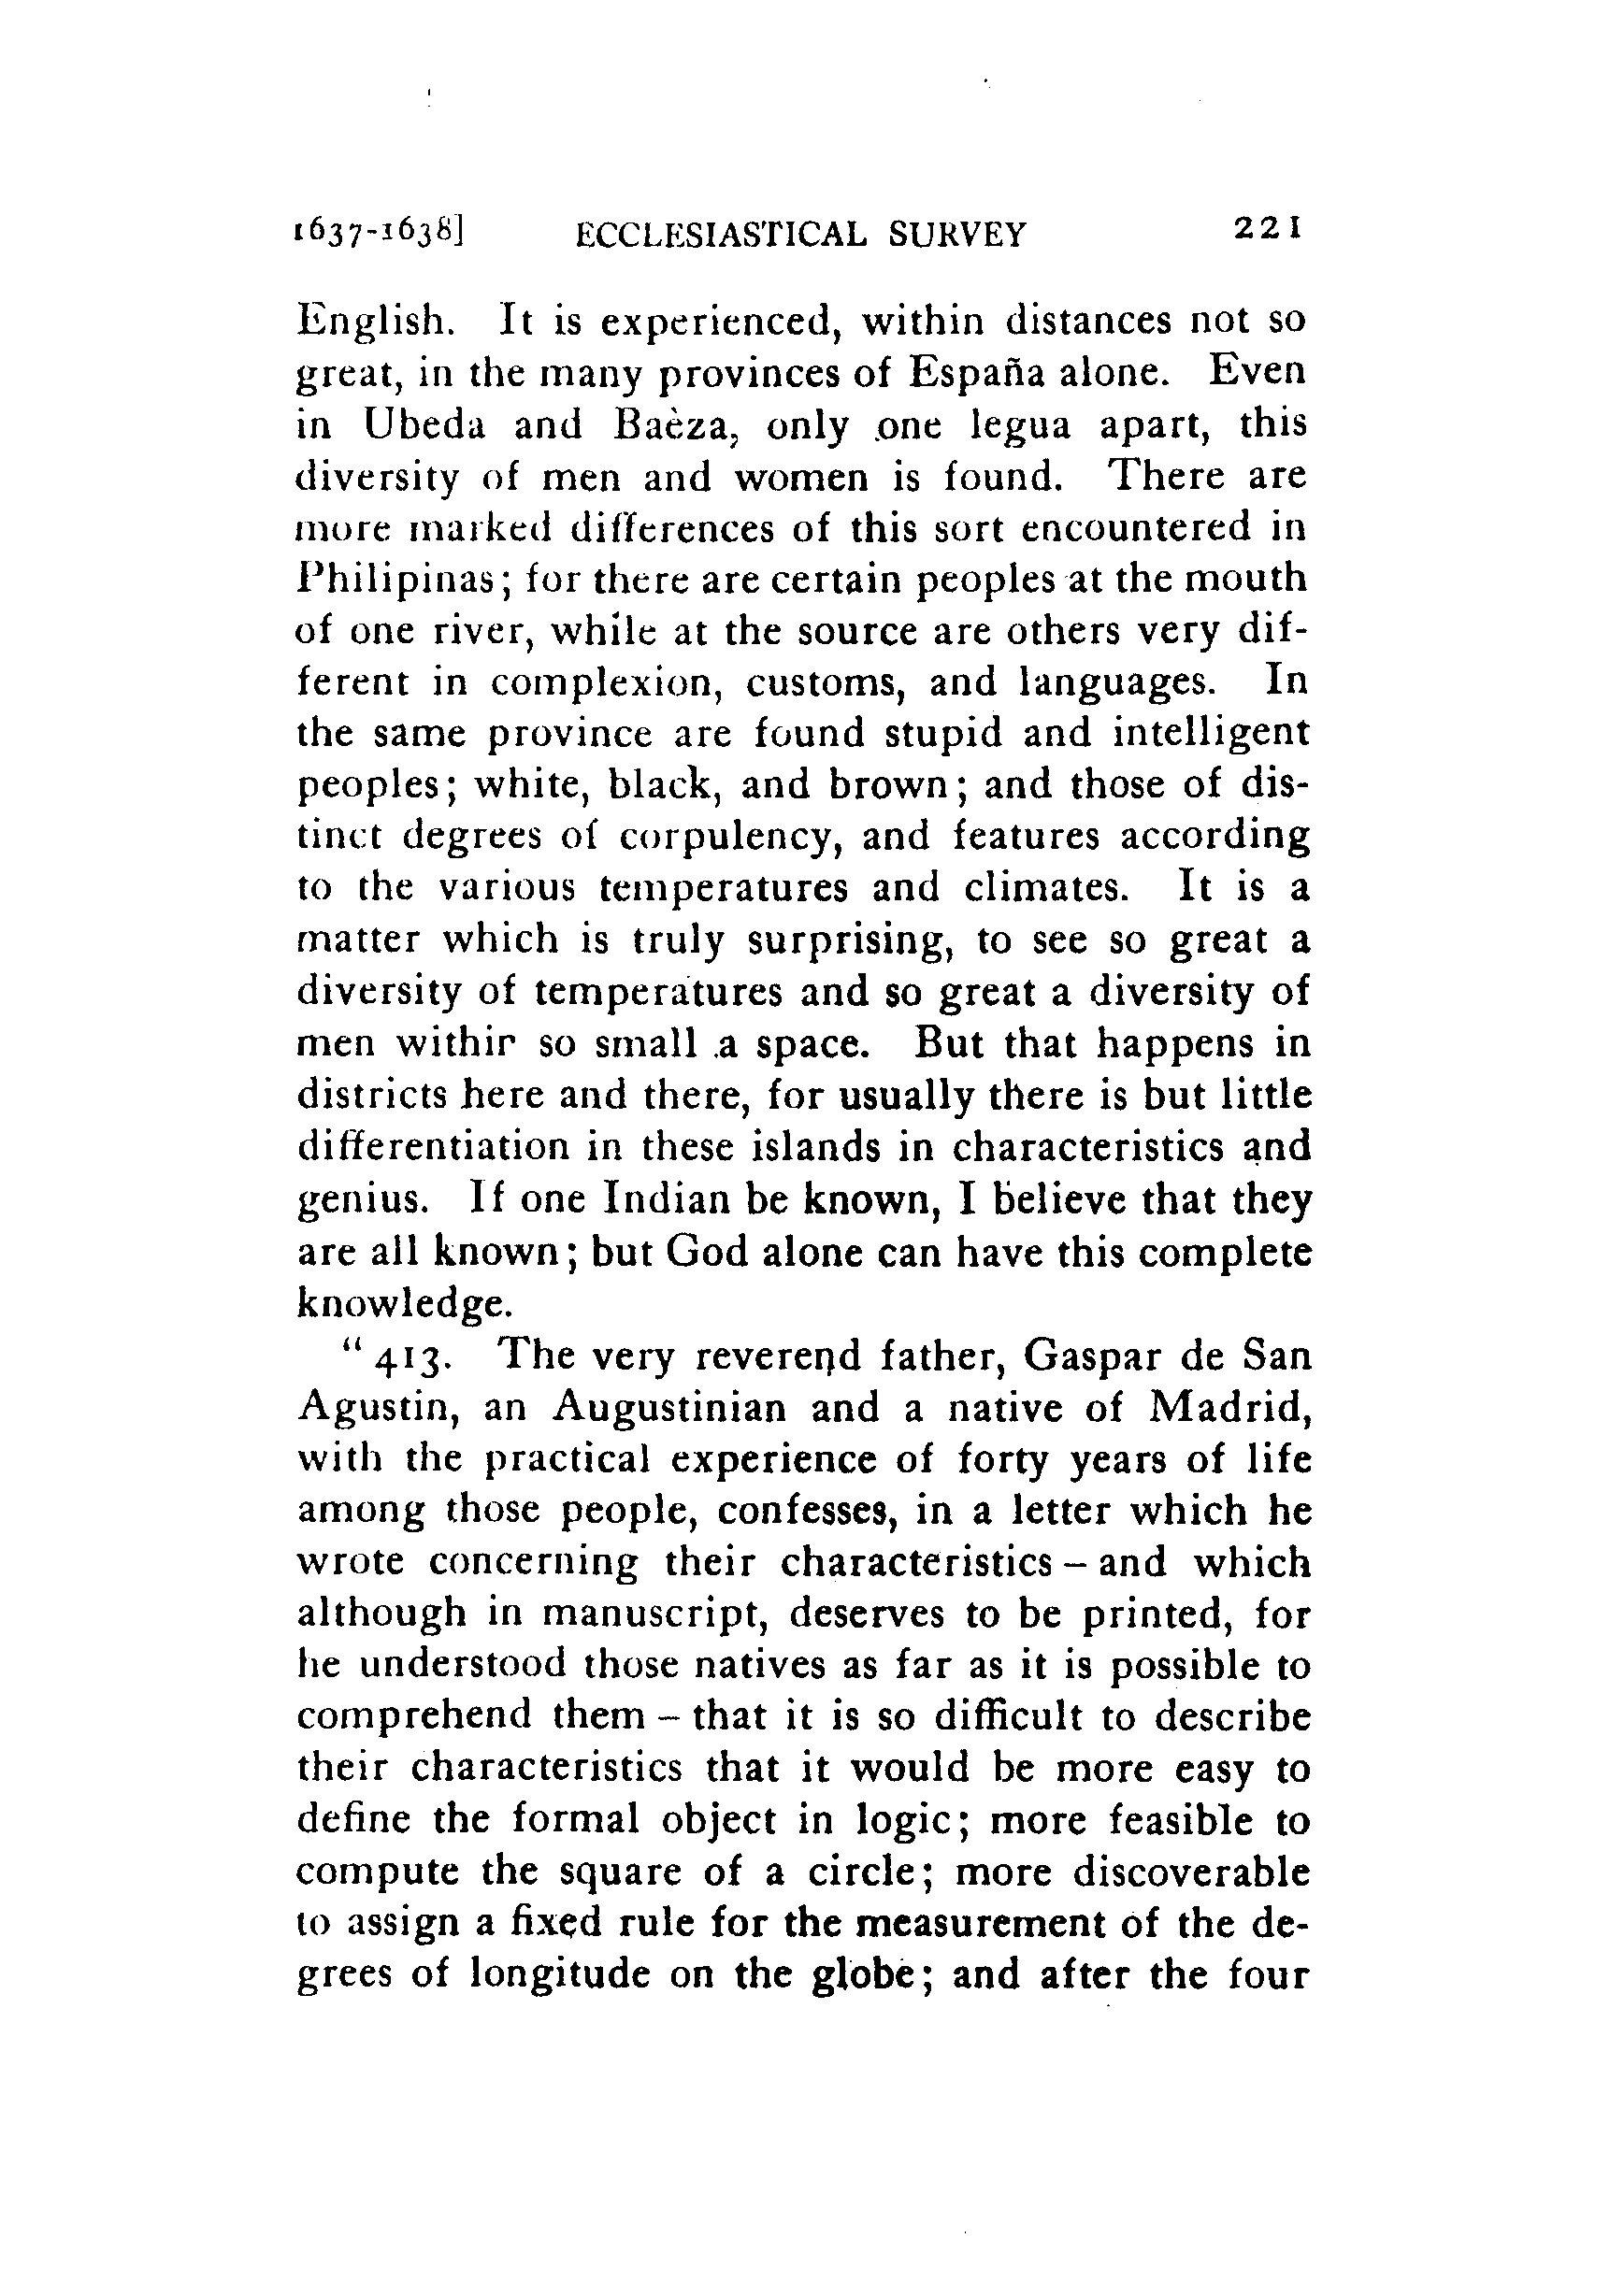 1637-1638] ECCLESIASTICAL SURVEY 221
English. It is experienced, within distances not so
great, in the many provinces of España alone. Even
in Ubeda and Baèza, only one legua apart, this
diversity of men and women is found. There are
more marked differences of this sort encountered in
Philipinas; for there are certain peoples at the mouth
of one river, while at the source are others very dif-
ferent in complexion, customs, and languages. In
the same province are found stupid and intelligent
peoples; white, black, and brown; and those of dis-
tinct degrees of corpulency, and features according
to the various temperatures and climates. It is a
matter which is truly surprising, to see so great a
diversity of temperatures and so great a diversity of
men within so small a space. But that happens in
districts here and there, for usually there is but little
differentiation in these islands in characteristics and
genius. If one Indian be known, I believe that they
are all known; but God alone can have this complete
knowledge.
“413. The very reverend father, Gaspar de San
Agustin, an Augustinian and a native of Madrid,
with the practical experience of forty years of life
among those people, confesses, in a letter which he
wrote concerning their characteristics – and which
although in manuscript, deserves to be printed, for
he understood those natives as far as it is possible to
comprehend them – that it is so difficult to describe
their characteristics that it would be more easy to
define the formal object in logic; more feasible to
compute the square of a circle; more discoverable
to assign a fixed rule for the measurement of the de-
grees of longitude on the globe; and after the four